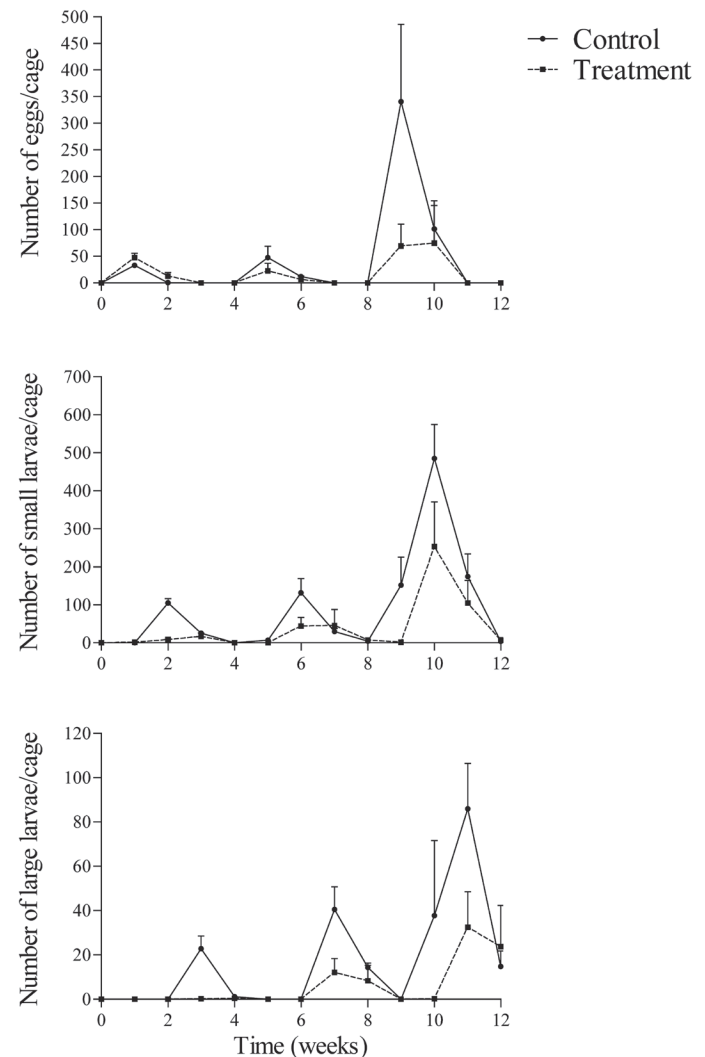 Number of eggs/cage
500
450
400
350
300
250
200
150
100
50
0
0 2 4 6 8 10 12
Control
Treatment
Number of small larvae/cage
700
600
500
400
300
200
100
0
0 2 4 6 8 10 12
Number of large larvae/cage
120
100
80
60
40
20
0
0 2 4 6 8 10 12
Time (weeks)